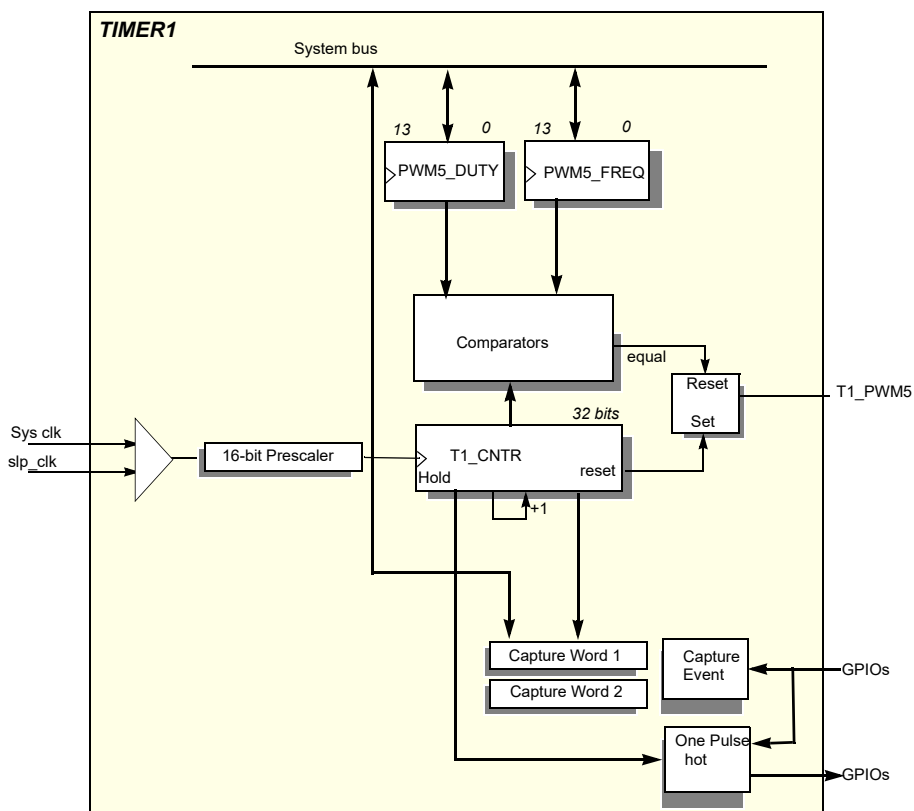 TIMER1
System bus
13 0 13 0
PWM5_DUTY PWM5_FREQ
Comparators
equal
Reset
Set
T1_PWM5
32 bits
Sys clk
slp_clk
16-bit Prescaler
T1_CNTR
Hold
reset
+1
Capture Word 1
Capture Word 2
Capture
Event
GPIOs
One Pulse
hot
GPIOs